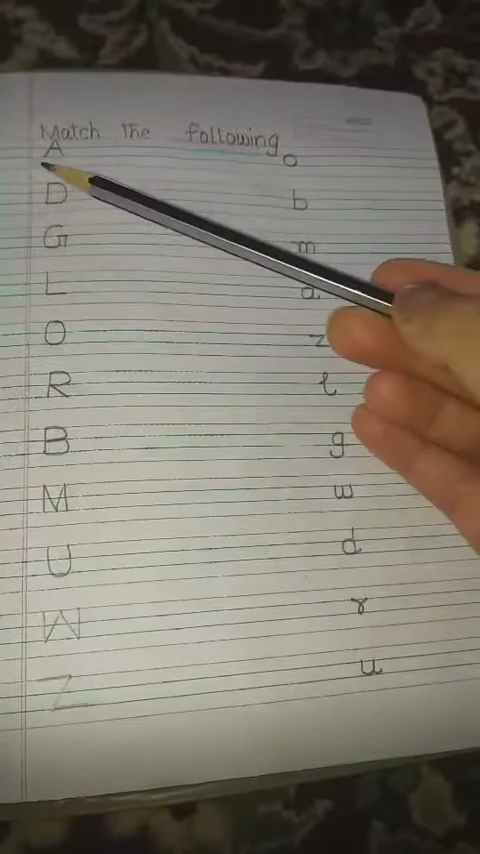 Match the following
A o
D b
G m
L a
O z
R l
B g
M w
U d
W r
Z u